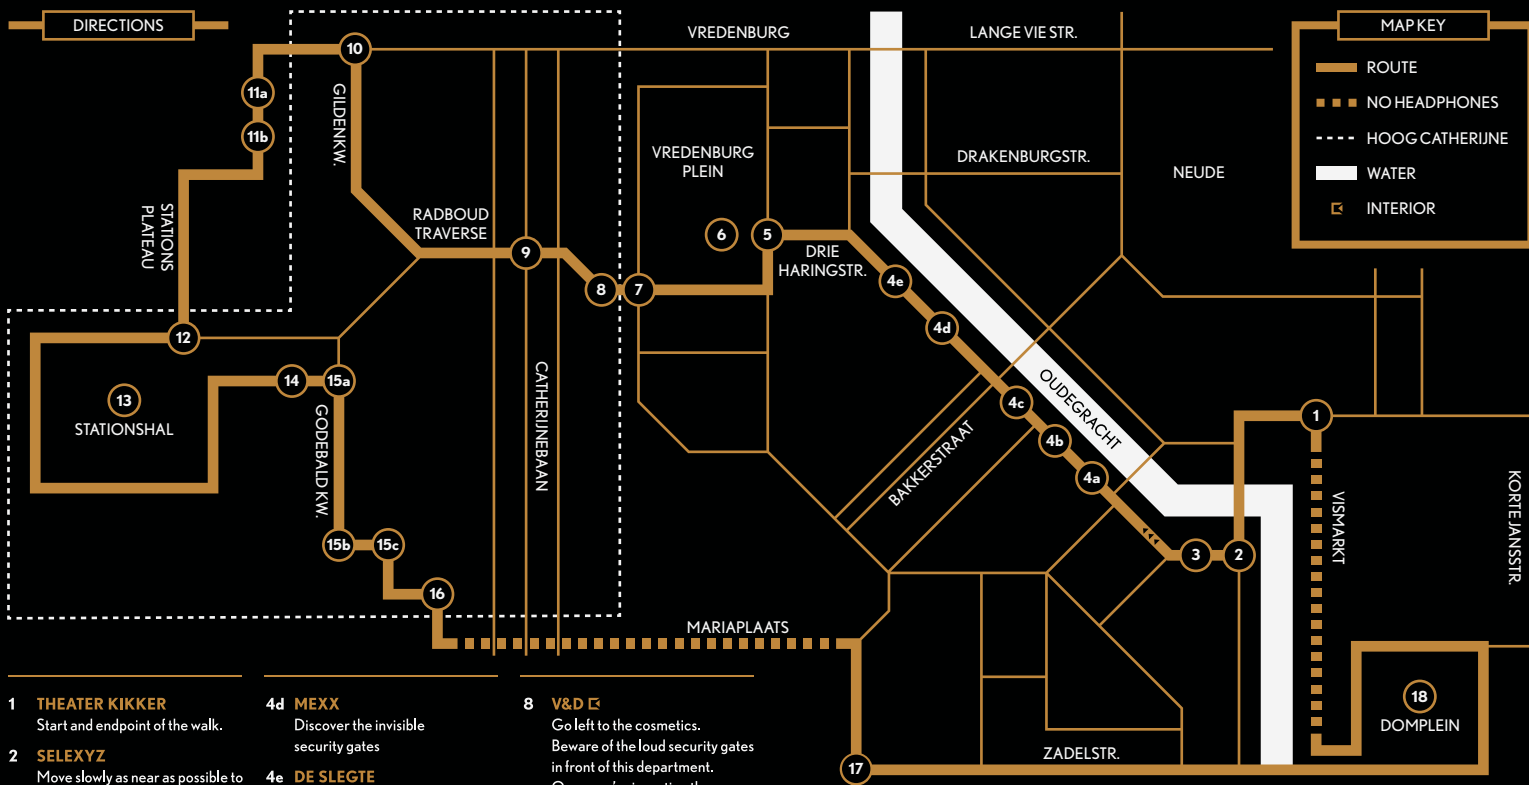 DIRECTIONS
MAP KEY
ROUTE
NO HEADPHONES
HOOG CATHERIJNE
WATER
INTERIOR
VREDENBURG
LANGE VIE STR.
10
11a
11b
GILDENKW.
VREDENBURG
PLEIN
DRAKENBURGSTR.
NEUDE
STATIONS
PLATEAU
RADBOUD
TRAVERSE
9
8
7
6
5
DRIE
HARINGSTR.
4e
4d
4c
4b
4a
OUDEGRACHT
BAKKERSTRAAT
12
13
STATIONSHAL
14
15a
GODEBALD KW.
CATHERIJNEBAAN
15b
15c
16
3
2
1
VISMARKT
KORTE JANSSTR.
MARIAPLAATS
17
ZADELSTR.
18
DOMPLEIN
1 THEATER KIKKER
Start and endpoint of the walk.
2 SELEXYZ
Move slowly as near as possible to
4d MEXX
Discover the invisible
security gates
4e DE SLEGTE
8 V&D
Go left to the cosmetics.
Beware of the loud security gates
in front of this department.